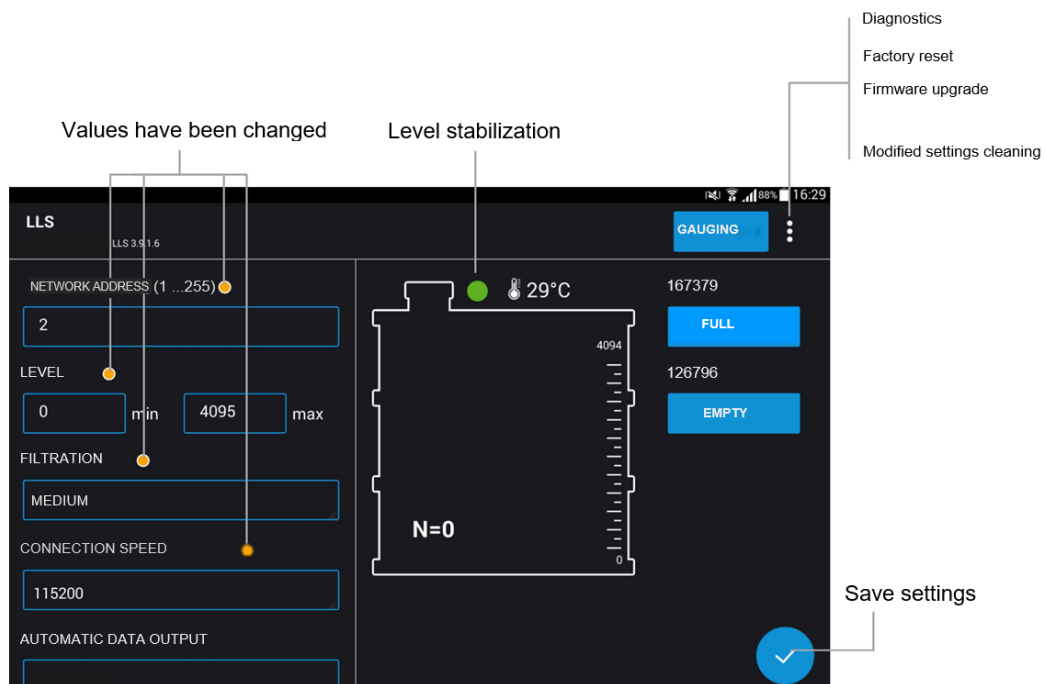 Diagnostics
Factory reset
Firmware upgrade
Modified settings cleaning
Values have been changed
Level stabilization
88% 16:29
LLS
LLS 3.9.1.6
GAUGING
NETWORK ADDRESS (1 ...255)
2
LEVEL
0 min 4095 max
FILTRATION
MEDIUM
CONNECTION SPEED
115200
AUTOMATIC DATA OUTPUT
29°C
4094
N=0
0
167379
FULL
126796
EMPTY
Save settings